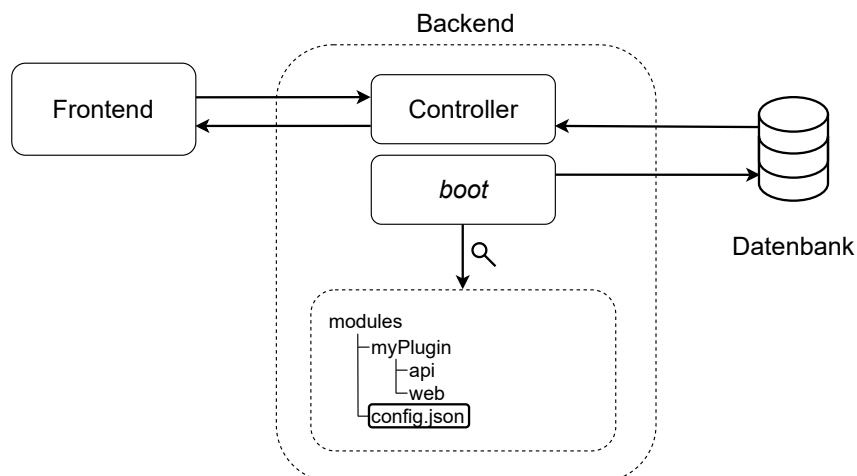 Backend
Frontend
Controller
boot
Datenbank
modules
myPlugin
api
web
config.json